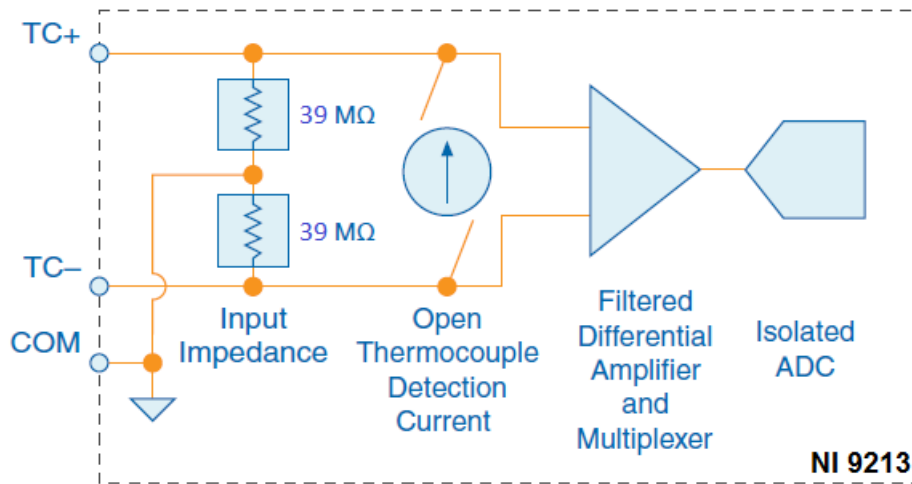 TC+
39 MΩ
39 MΩ
TC–
COM
Input
Impedance
Open
Thermocouple
Detection
Current
Filtered
Differential
Amplifier
and
Multiplexer
Isolated
ADC
NI 9213